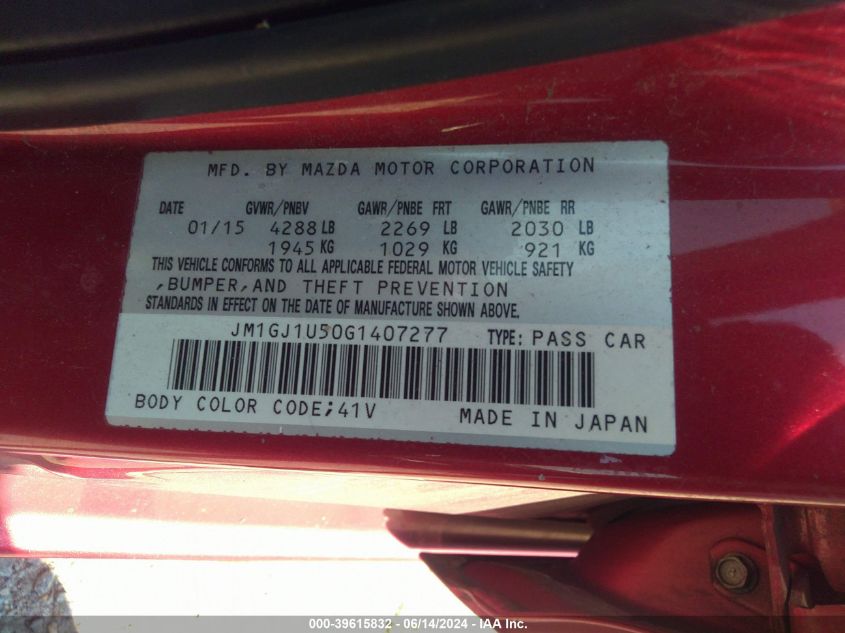 MFD. BY MAZDA MOTOR CORPORATION
DATE GVWR/PNBV GAWR/PNBE FRT GAWR/PNBE RR
01/15 4288 LB 2269 LB 2030 LB
1945 KG 1029 KG 921 KG
THIS VEHICLE CONFORMS TO ALL APPLICABLE FEDERAL MOTOR VEHICLE SAFETY
,BUMPER,AND THEFT PREVENTION
STANDARDS IN EFFECT ON THE DATE OF MANUFACTURE SHOWN ABOVE.
JM1GJ1U50G1407277 TYPE: PASS CAR
BODY COLOR CODE;41V MADE IN JAPAN
000-39615832 - 06/14/2024 - IAA Inc.